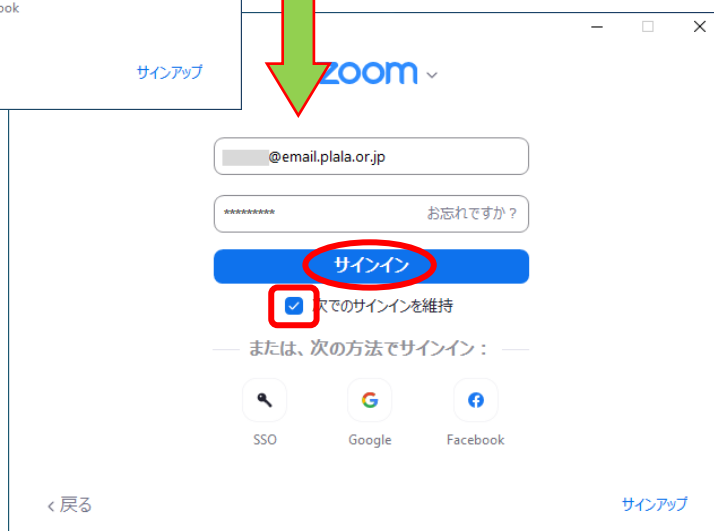 ook
サインアップ
zoom
@email.plala.or.jp
********* お忘れですか？
サインイン
次でのサインインを維持
または、次の方法でサインイン：
SSO Google Facebook
戻る
サインアップ